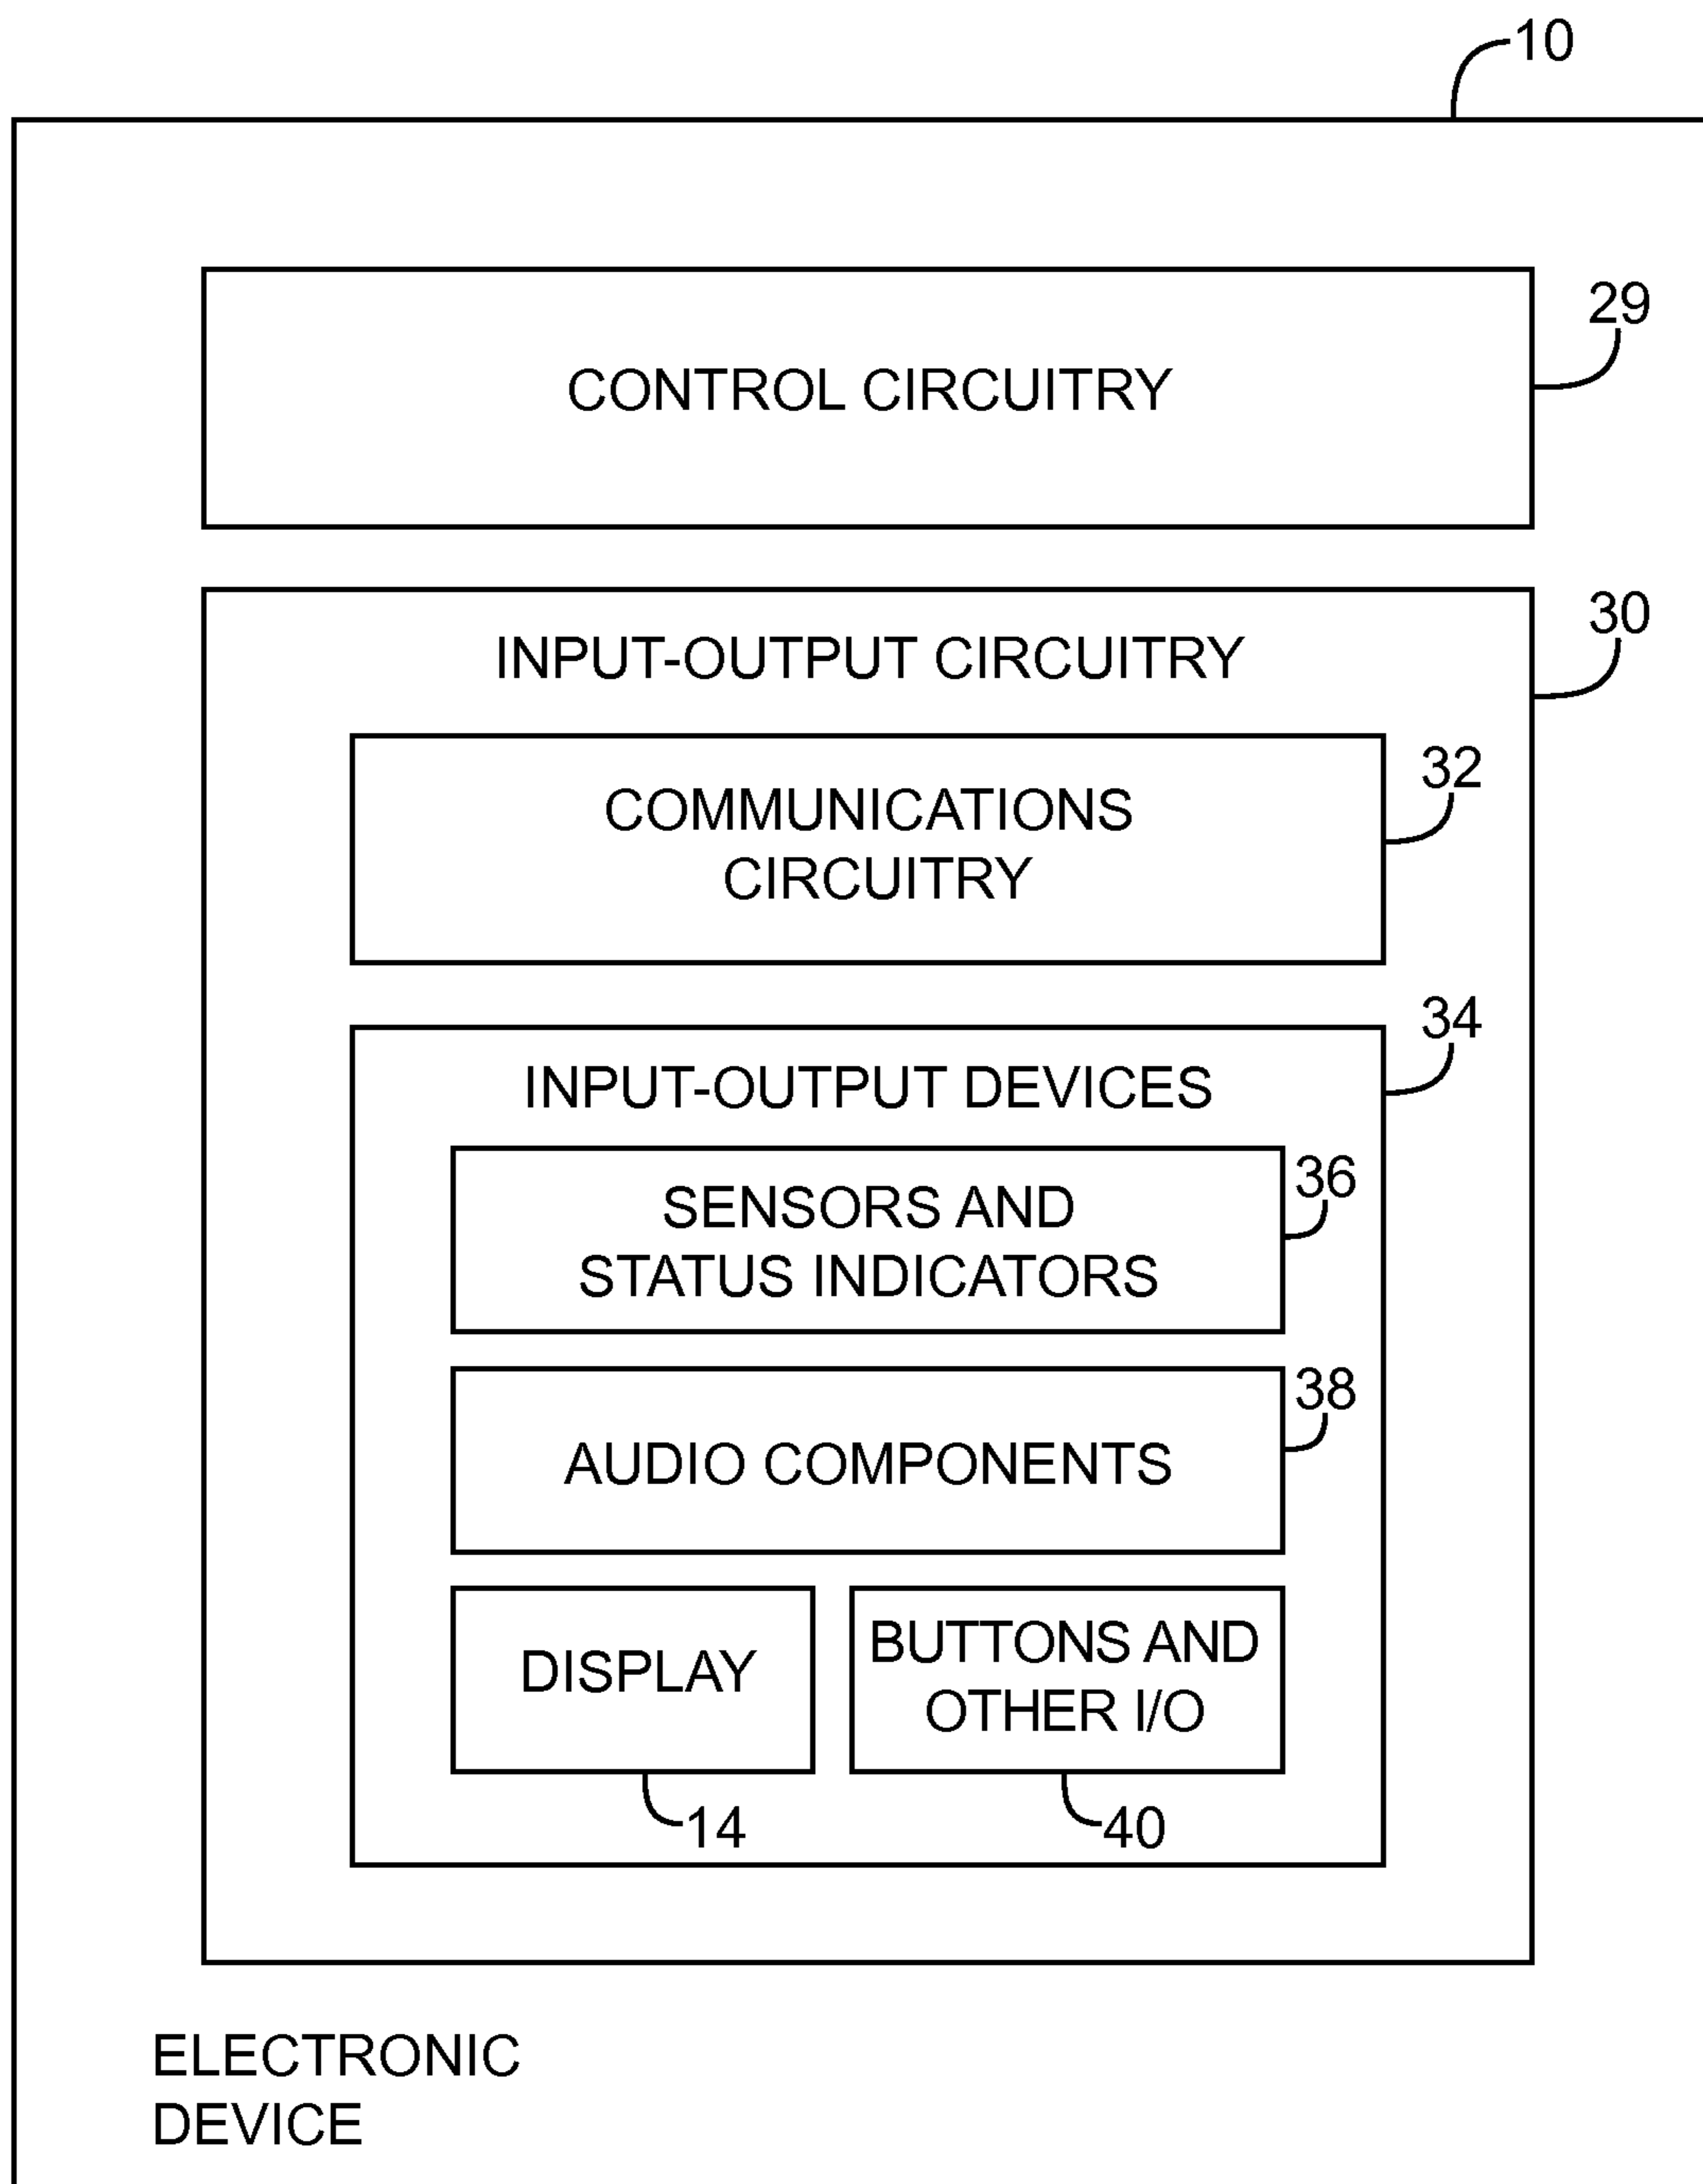 10
CONTROL CIRCUITRY
29
INPUT-OUTPUT CIRCUITRY
30
COMMUNICATIONS
CIRCUITRY
32
INPUT-OUTPUT DEVICES
34
SENSORS AND
STATUS INDICATORS
36
AUDIO COMPONENTS
38
DISPLAY
14
BUTTONS AND
OTHER I/O
40
ELECTRONIC
DEVICE